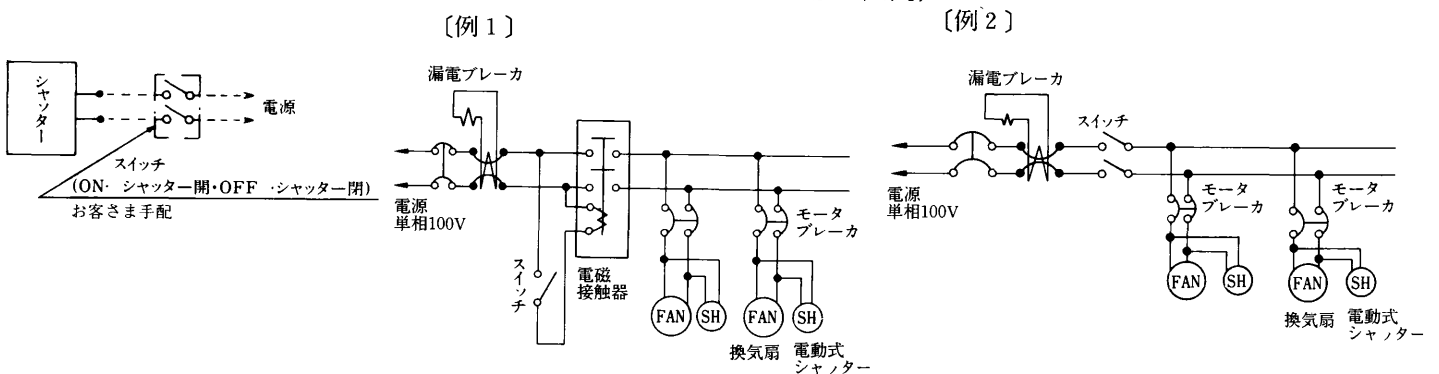 〔例1〕
〔例2〕
シャッター
電源
スイッチ
(ON・シャッター開・OFF・シャッター閉)
お客さま手配
漏電ブレーカ
電源
単相100V
スイッチ
電磁
接触器
モータ
ブレーカ
FAN
SH
FAN
SH
換気扇
電動式
シャッター
漏電ブレーカ
スイッチ
電源
単相100V
モータ
ブレーカ
モータ
ブレーカ
FAN
SH
FAN
SH
換気扇
電動式
シャッター